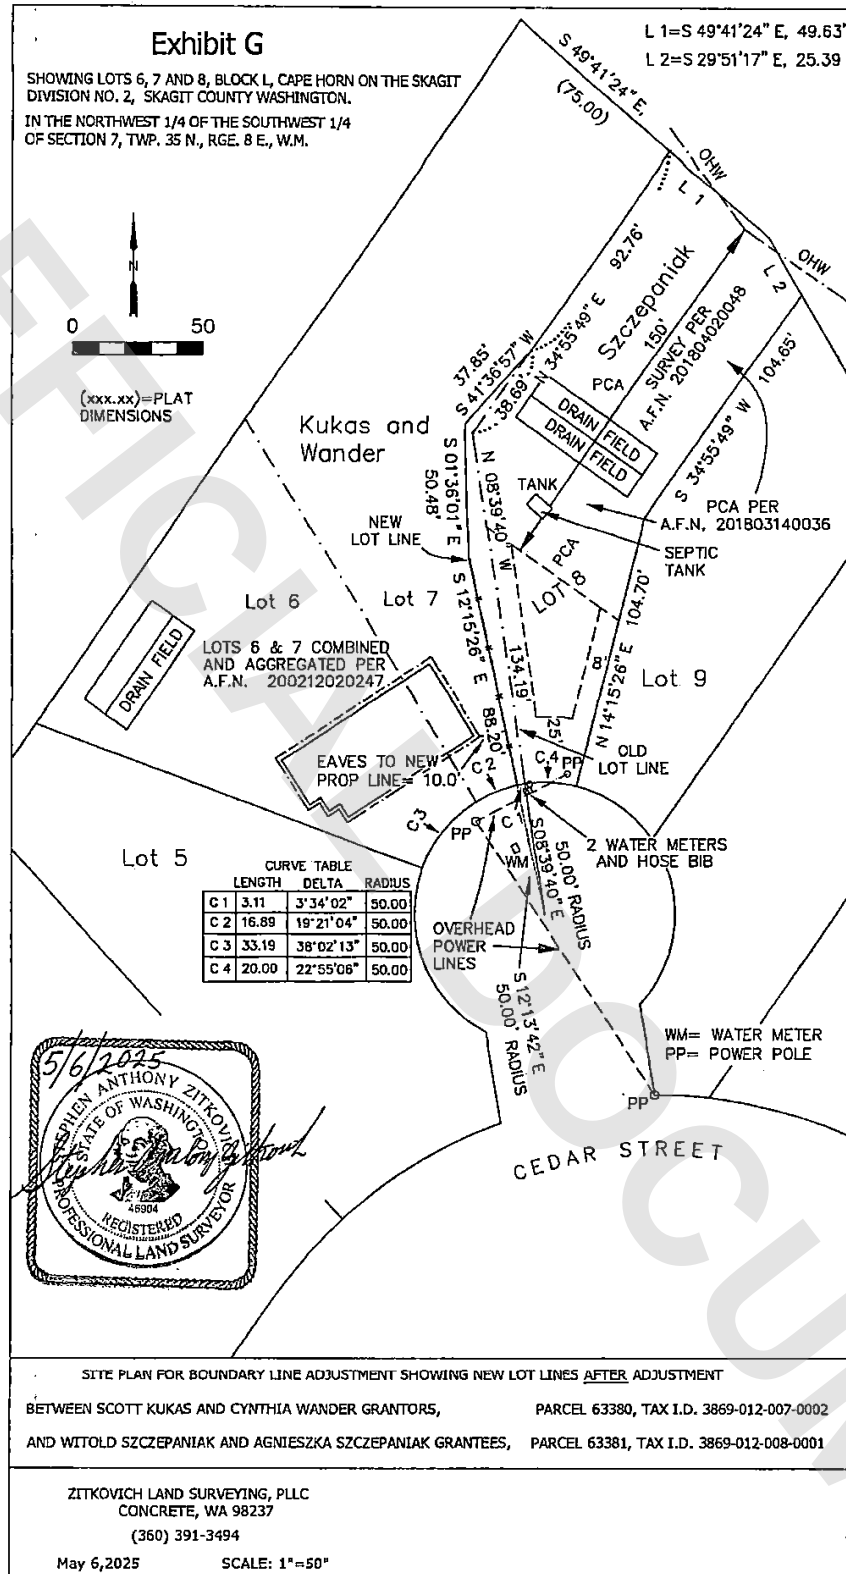 Exhibit G
SHOWING LOTS 6, 7 AND 8, BLOCK L, CAPE HORN ON THE SKAGIT
DIVISION NO. 2, SKAGIT COUNTY WASHINGTON.
IN THE NORTHWEST 1/4 OF THE SOUTHWEST 1/4
OF SECTION 7, TWP. 35 N., RGE. 8 E., W.M.
L 1=S 49°41'24" E, 49.63'
L 2=S 29°51'17" E, 25.39
S 49°41'24" E,
(75.00)
OHW
L 1
OHW
L 2
N
0 50
(xxx.xx)=PLAT
DIMENSIONS
92.76'
N 34°55'49" E
Szczepaniak
150'
SURVEY PER
A.F.N. 201804020048
37.85'
S 41°36'57" W
38.69'
PCA
DRAIN FIELD
DRAIN FIELD
S 34°55'49" W 104.65'
Kukas and
Wander
S 01°36'01" E
50.48'
N 08°39'40" W
134.19'
TANK
PCA PER
A.F.N. 201803140036
SEPTIC
TANK
NEW
LOT LINE
PCA
LOT 8
Lot 6
Lot 7
S 12°15'26" E 88.20'
N 14°15'26" E 104.70'
8'
Lot 9
DRAIN FIELD
LOTS 6 & 7 COMBINED
AND AGGREGATED PER
A.F.N. 200212020247
EAVES TO NEW
PROP LINE= 10.0'
25'
OLD
LOT LINE
C 2
C 4
PP
C 3
PP
C
WM
2 WATER METERS
AND HOSE BIB
S 08°39'40" E
50.00' RADIUS
Lot 5
CURVE TABLE
LENGTH DELTA RADIUS
C 1 3.11 3°34'02" 50.00
C 2 16.89 19°21'04" 50.00
C 3 33.19 38°02'13" 50.00
C 4 20.00 22°55'06" 50.00
OVERHEAD
POWER
LINES
S 12°13'42" E
50.00' RADIUS
WM= WATER METER
PP= POWER POLE
PP
CEDAR STREET
5/6/2025
STEPHEN ANTHONY ZITKOVICH
STATE OF WASHINGTON
46904
REGISTERED
PROFESSIONAL LAND SURVEYOR
SITE PLAN FOR BOUNDARY LINE ADJUSTMENT SHOWING NEW LOT LINES AFTER ADJUSTMENT
BETWEEN SCOTT KUKAS AND CYNTHIA WANDER GRANTORS, PARCEL 63380, TAX I.D. 3869-012-007-0002
AND WITOLD SZCZEPANIAK AND AGNIESZKA SZCZEPANIAK GRANTEES, PARCEL 63381, TAX I.D. 3869-012-008-0001
ZITKOVICH LAND SURVEYING, PLLC
CONCRETE, WA 98237
(360) 391-3494
May 6,2025 SCALE: 1"=50"